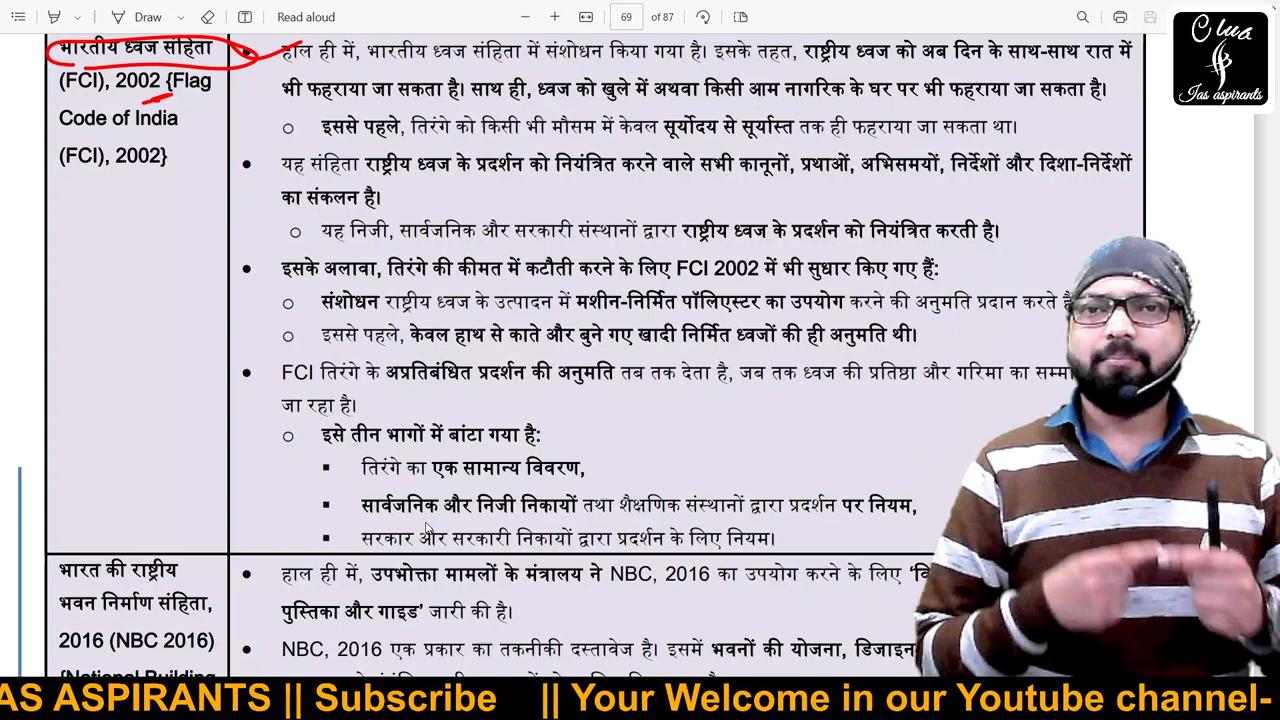 Draw
Read aloud
69 of 87
Clua
Ias aspirants
भारतीय ध्वज संहिता
(FCI), 2002 {Flag
Code of India
(FCI), 2002}
हाल ही में, भारतीय ध्वज संहिता में संशोधन किया गया है। इसके तहत, राष्ट्रीय ध्वज को अब दिन के साथ-साथ रात में
भी फहराया जा सकता है। साथ ही, ध्वज को खुले में अथवा किसी आम नागरिक के घर पर भी फहराया जा सकता है।
इससे पहले, तिरंगे को किसी भी मौसम में केवल सूर्योदय से सूर्यास्त तक ही फहराया जा सकता था।
यह संहिता राष्ट्रीय ध्वज के प्रदर्शन को नियंत्रित करने वाले सभी कानूनों, प्रथाओं, अभिसमयों, निर्देशों और दिशा-निर्देशों
का संकलन है।
यह निजी, सार्वजनिक और सरकारी संस्थानों द्वारा राष्ट्रीय ध्वज के प्रदर्शन को नियंत्रित करती है।
इसके अलावा, तिरंगे की कीमत में कटौती करने के लिए FCI 2002 में भी सुधार किए गए हैं:
संशोधन राष्ट्रीय ध्वज के उत्पादन में मशीन-निर्मित पॉलिएस्टर का उपयोग करने की अनुमति प्रदान करते
इससे पहले, केवल हाथ से काते और बुने गए खादी निर्मित ध्वजों की ही अनुमति थी।
FCI तिरंगे के अप्रतिबंधित प्रदर्शन की अनुमति तब तक देता है, जब तक ध्वज की प्रतिष्ठा और गरिमा का
जा रहा है।
इसे तीन भागों में बांटा गया है:
तिरंगे का एक सामान्य विवरण,
सार्वजनिक और निजी निकायों तथा शैक्षणिक संस्थानों द्वारा प्रदर्शन पर नियम,
सरकार और सरकारी निकायों द्वारा प्रदर्शन के लिए नियम।
भारत की राष्ट्रीय
भवन निर्माण संहिता,
2016 (NBC 2016)
{National Building
हाल ही में, उपभोक्ता मामलों के मंत्रालय ने NBC, 2016 का उपयोग करने के लिए
पुस्तिका और गाइड’ जारी की है।
NBC, 2016 एक प्रकार का तकनीकी दस्तावेज है। इसमें भवनों की योजना, डिजाइन
AS ASPIRANTS || Subscribe || Your Welcome in our Youtube channel-